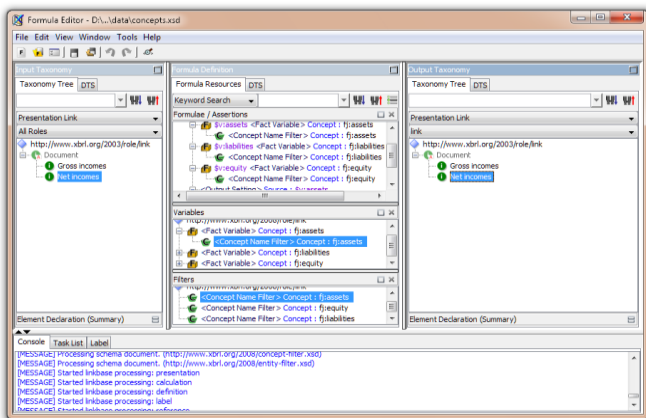 Formula Editor - D:\...\data\concepts.xsd
File Edit View Window Tools Help
Input Taxonomy
Taxonomy Tree DTS
Presentation Link
All Roles
http://www.xbrl.org/2003/role/link
Document
Gross incomes
Net incomes
Element Declaration (Summary)
Formula Definition
Formula Resources DTS
Keyword Search
Formulae / Assertions
$v:assets <Fact Variable> Concept : fj:assets
<Concept Name Filter> Concept : fj:assets
$v:liabilities <Fact Variable> Concept : fj:liabilities
<Concept Name Filter> Concept : fj:liabilities
$v:equity <Fact Variable> Concept : fj:equity
<Concept Name Filter> Concept : fj:equity
<Output Setting> Source : $v:assets
Variables
http://www.xbrl.org/2008/role/link
<Fact Variable> Concept : fj:assets
<Concept Name Filter> Concept : fj:assets
<Fact Variable> Concept : fj:liabilities
<Fact Variable> Concept : fj:equity
Filters
http://www.xbrl.org/2008/role/link
<Concept Name Filter> Concept : fj:assets
<Concept Name Filter> Concept : fj:equity
<Concept Name Filter> Concept : fj:liabilities
Output Taxonomy
Taxonomy Tree DTS
Presentation Link
link
http://www.xbrl.org/2003/role/link
Document
Gross incomes
Net incomes
Element Declaration (Summary)
Console Task List Label
[MESSAGE] Processing schema document. (http://www.xbrl.org/2008/concept-filter.xsd)
[MESSAGE] Processing schema document. (http://www.xbrl.org/2008/entity-filter.xsd)
[MESSAGE] Started linkbase processing: presentation
[MESSAGE] Started linkbase processing: calculation
[MESSAGE] Started linkbase processing: definition
[MESSAGE] Started linkbase processing: label
[MESSAGE] Started linkbase processing: reference